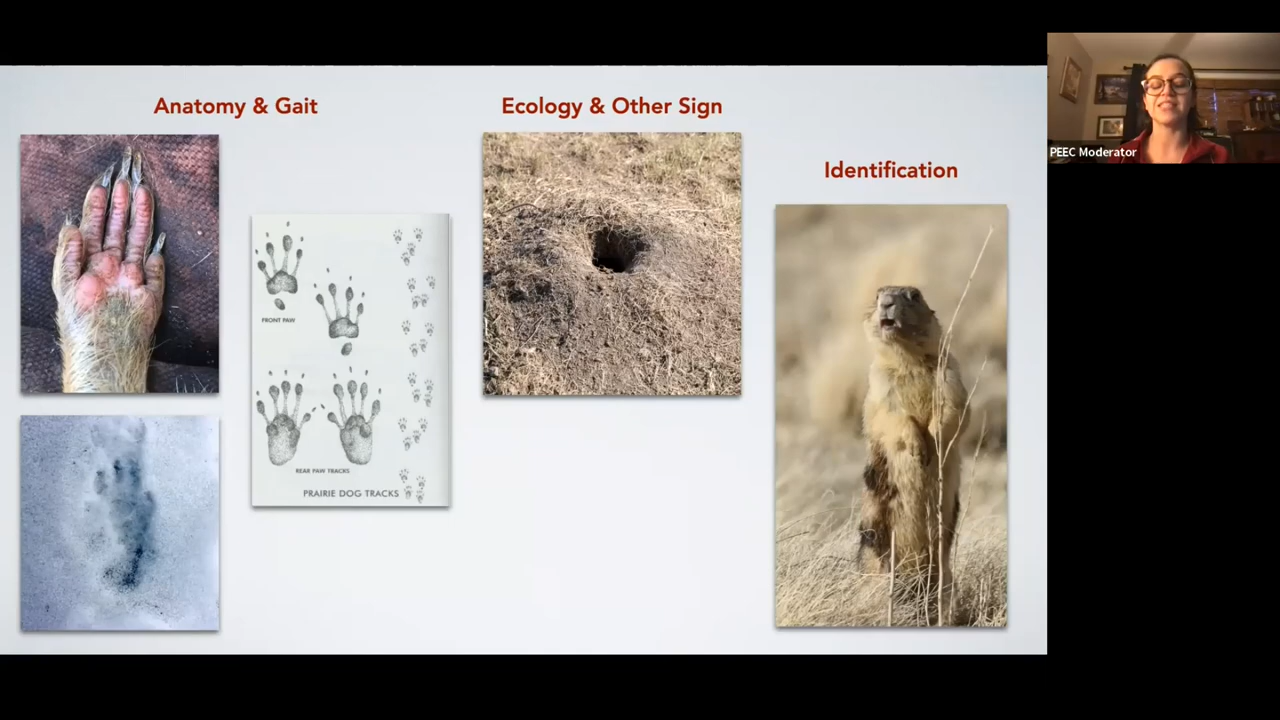 Anatomy & Gait
Ecology & Other Sign
Identification
FRONT PAW
REAR PAW TRACKS
PRAIRIE DOG TRACKS
PEEC Moderator